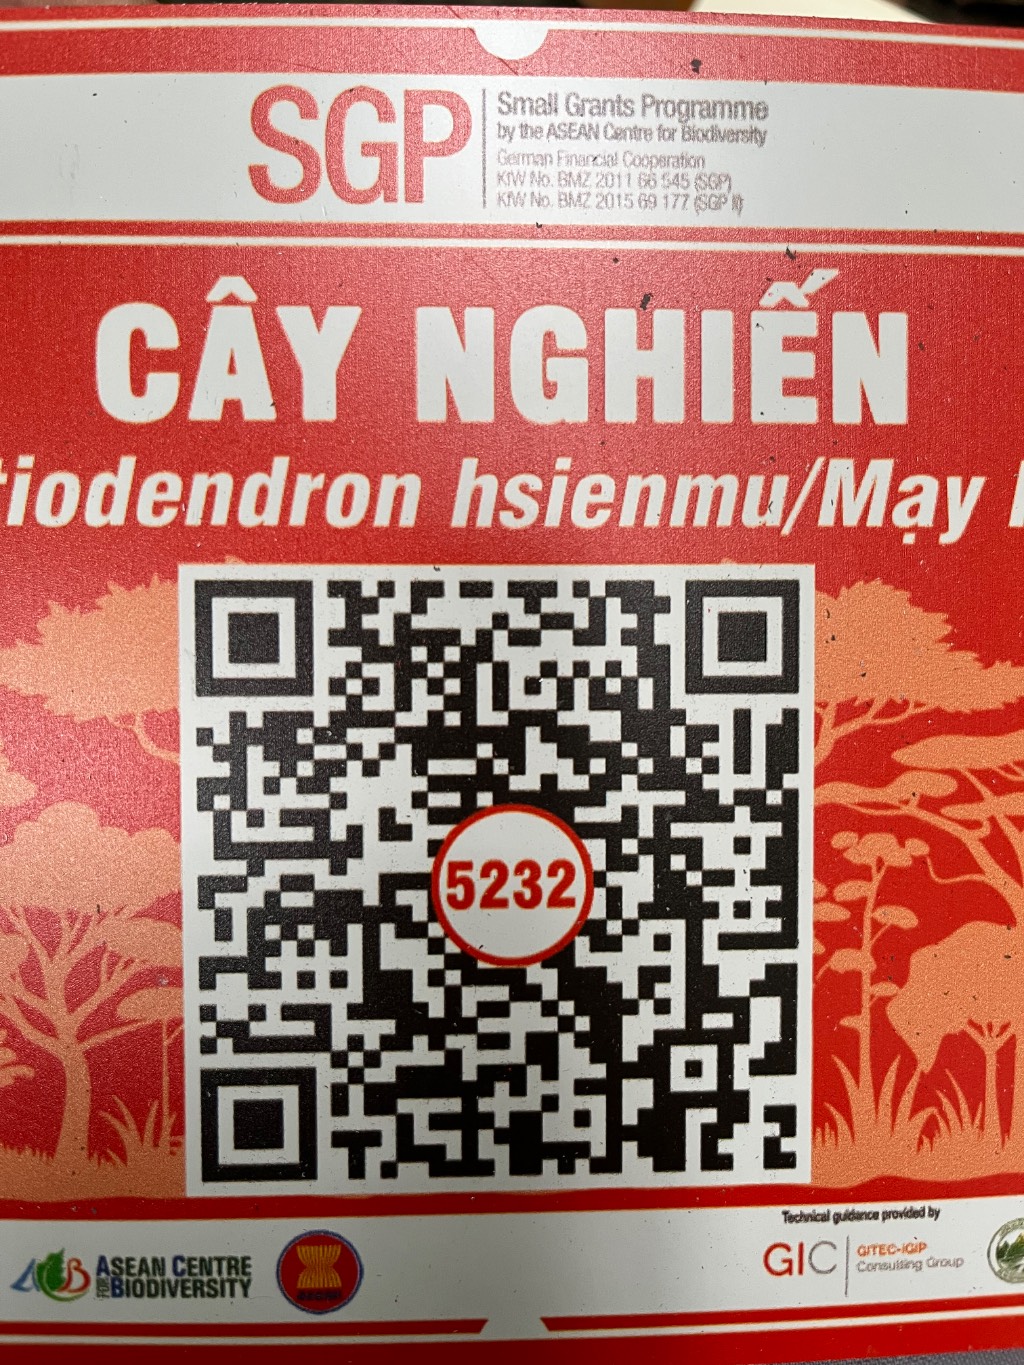 SGP
Small Grants Programme
by the ASEAN Centre for Biodiversity
German Financial Cooperation
KfW No. BMZ 2011 66 545 (SGP)
KfW No. BMZ 2015 69 177 (SGP II)
CÂY NGHIẾN
tiodendron hsienmu/Mạy
5232
Technical guidance provided by
ACB ASEAN CENTRE
FOR BIODIVERSITY
GIC
GITEC-IGIP
Consulting Group